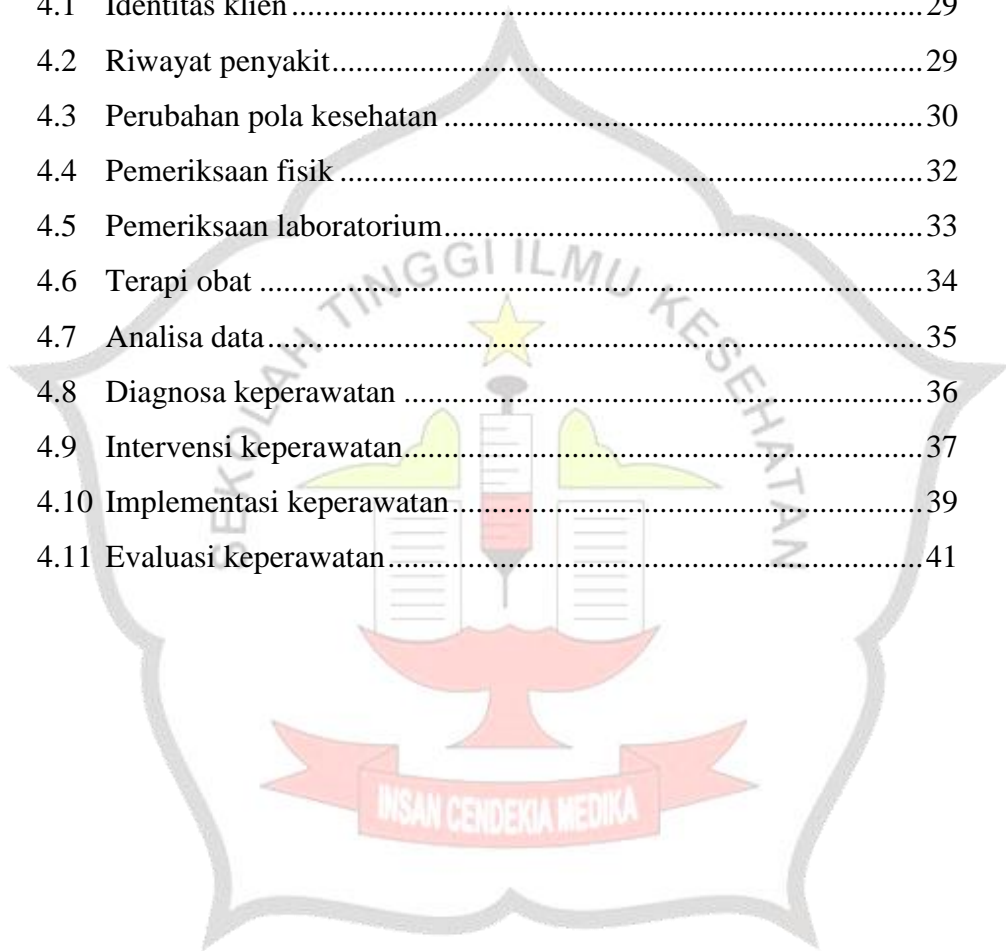 4.1 Identitas klien........................................................................29
4.2 Riwayat penyakit...................................................................29
4.3 Perubahan pola kesehatan.....................................................30
4.4 Pemeriksaan fisik...................................................................32
4.5 Pemeriksaan laboratorium.....................................................33
4.6 Terapi obat.............................................................................34
4.7 Analisa data............................................................................35
4.8 Diagnosa keperawatan...........................................................36
4.9 Intervensi keperawatan..........................................................37
4.10 Implementasi keperawatan...................................................39
4.11 Evaluasi keperawatan...........................................................41
SEKOLAH TINGGI ILMU KESEHATAN
INSAN CENDEKIA MEDIKA